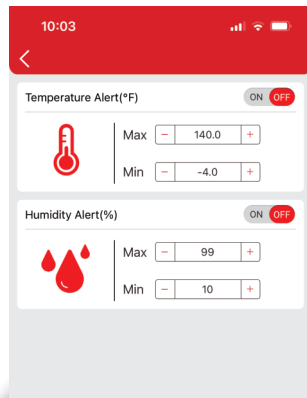 10:03
Temperature Alert(°F) ON OFF
Max − 140.0 +
Min − -4.0 +
Humidity Alert(%) ON OFF
Max − 99 +
Min − 10 +